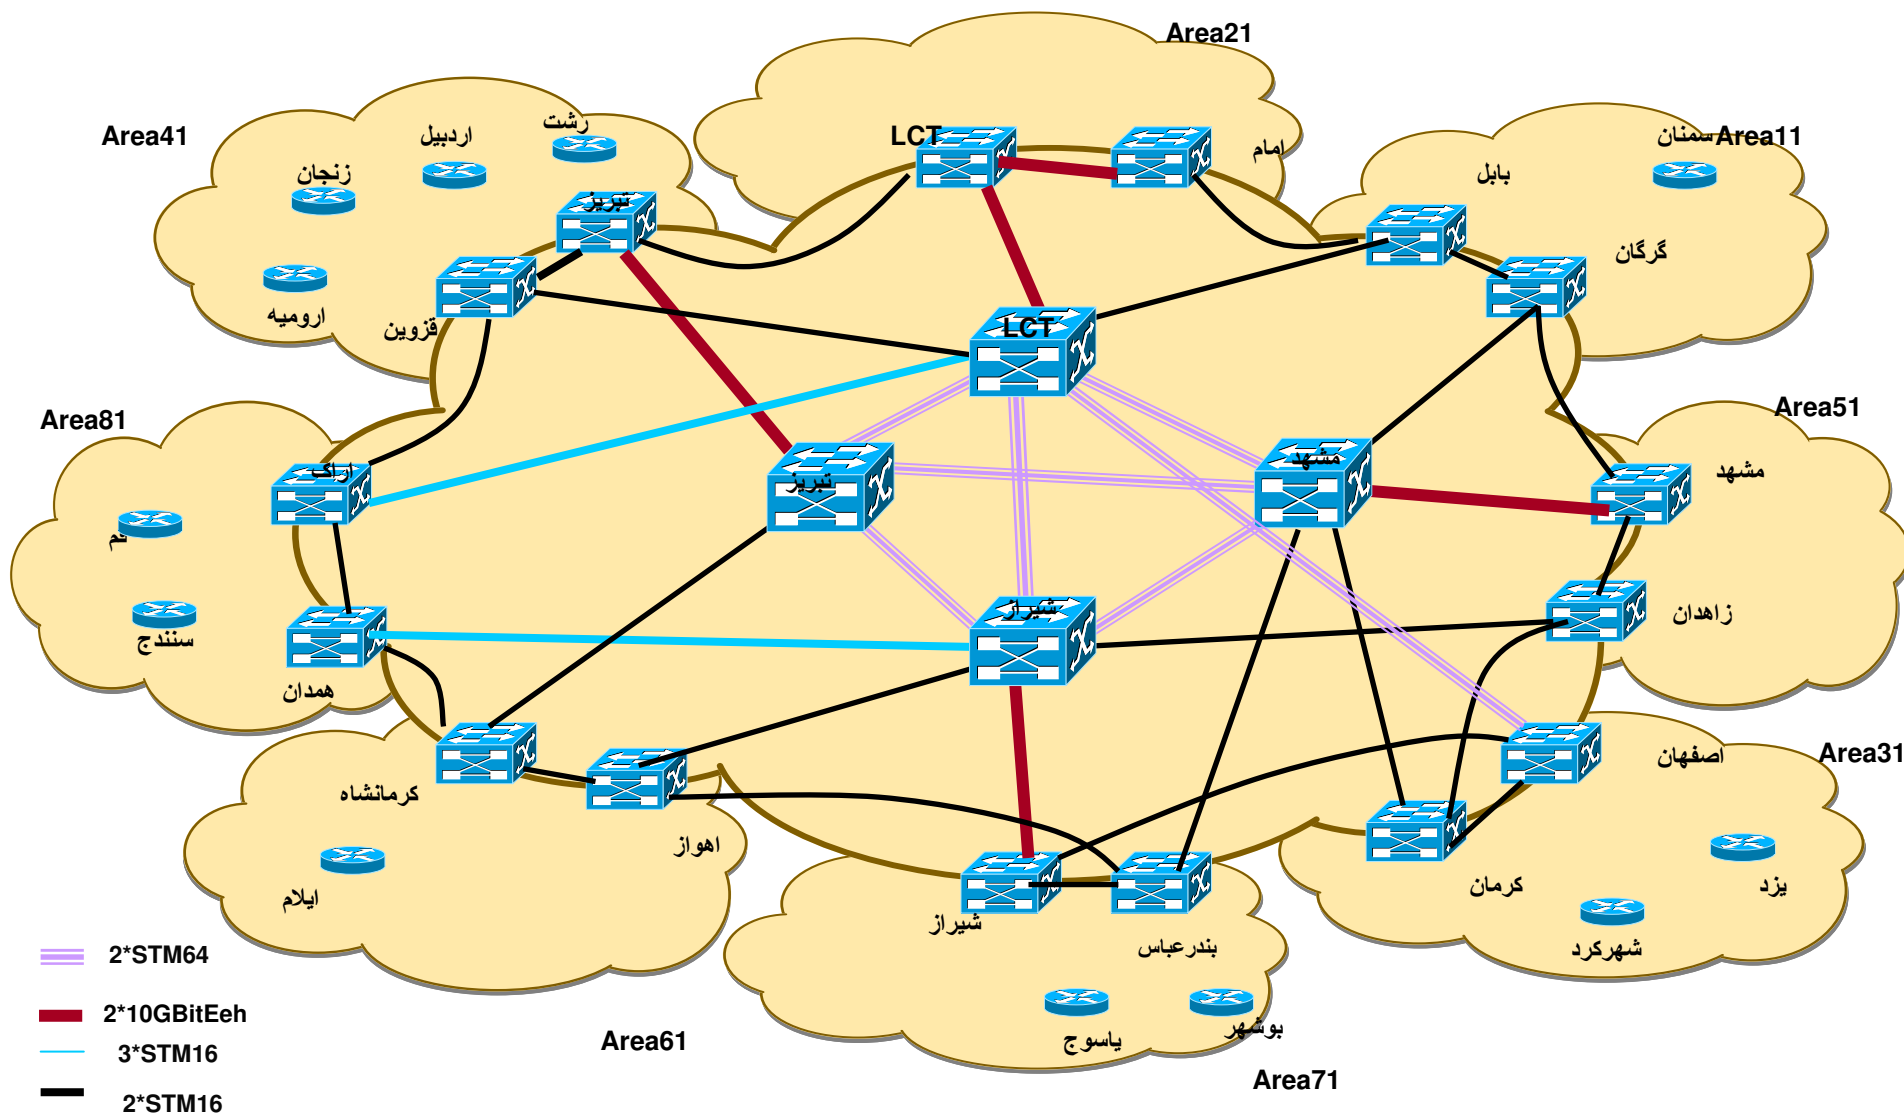 Area21
LCT
امام
Area41
رشت
اردبیل
زنجان
تبریز
ارومیه
قزوین
سمنان
Area11
بابل
گرگان
LCT
Area81
اراک
قم
سنندج
همدان
تبریز
مشهد
شیراز
Area51
مشهد
زاهدان
اصفهان
Area31
کرمان
یزد
شهرکرد
کرمانشاه
اهواز
ایلام
Area61
شیراز
بندرعباس
یاسوج
بوشهر
Area71
2*STM64
2*10GBitEeh
3*STM16
2*STM16